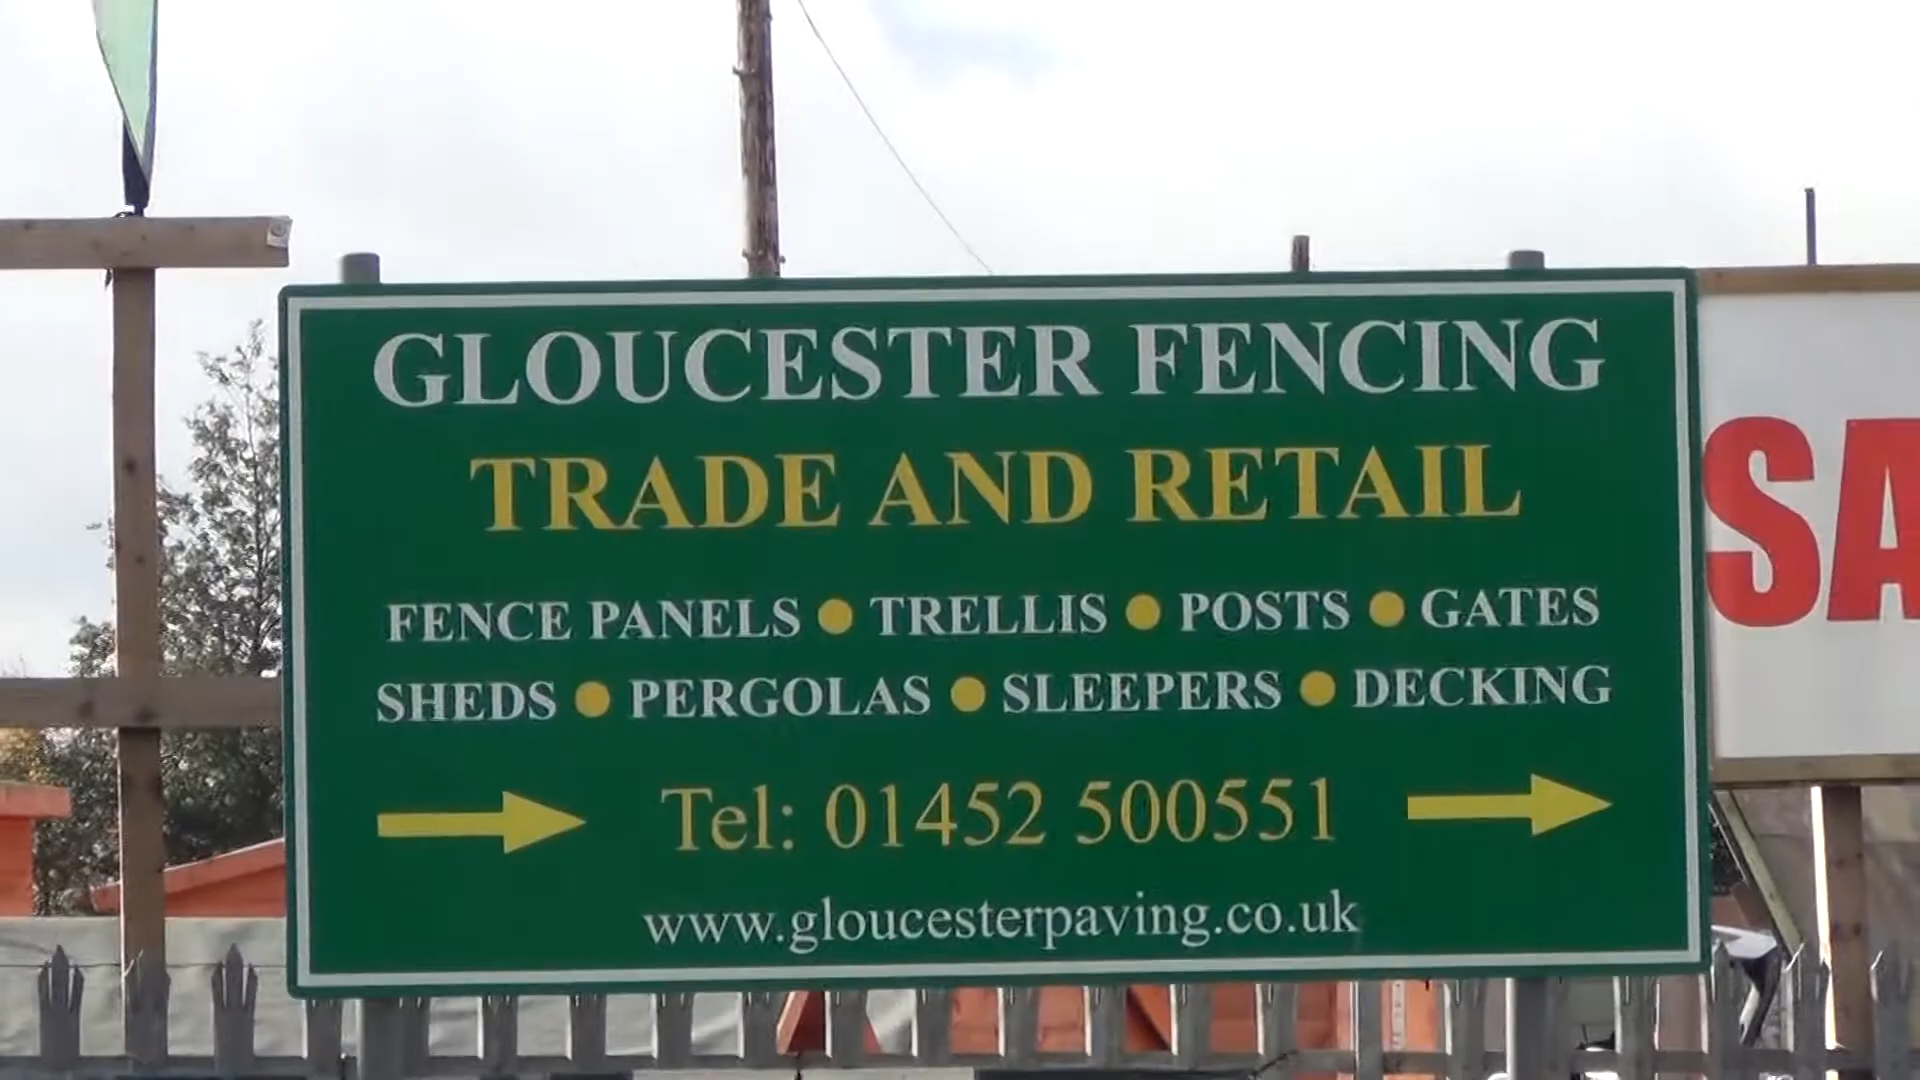 GLOUCESTER FENCING
TRADE AND RETAIL
FENCE PANELS ● TRELLIS ● POSTS ● GATES
SHEDS ● PERGOLAS ● SLEEPERS ● DECKING
Tel: 01452 500551
www.gloucesterpaving.co.uk
SA